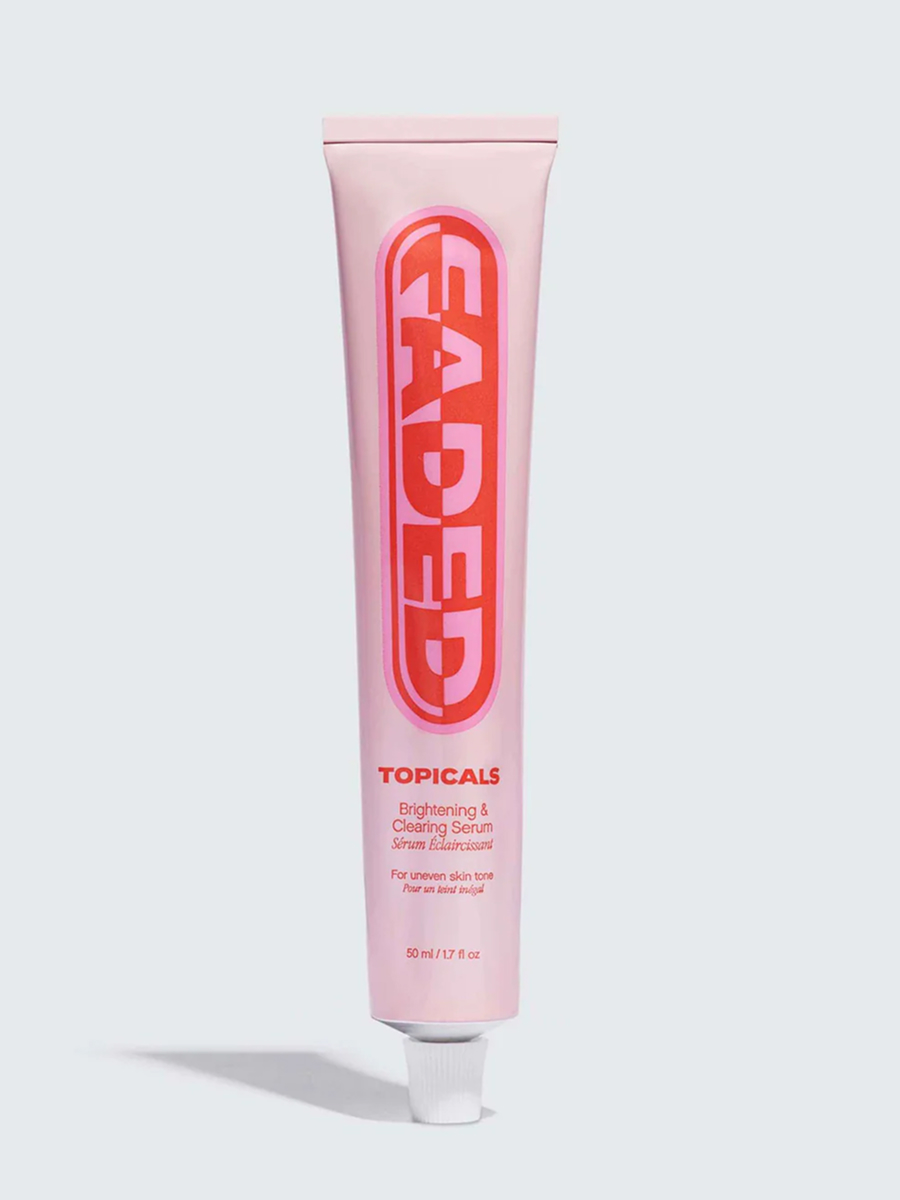 FADED
TOPICALS
Brightening &
Clearing Serum
Sérum Éclaircissant
For uneven skin tone
Pour un teint inégal
50 ml / 1.7 fl oz